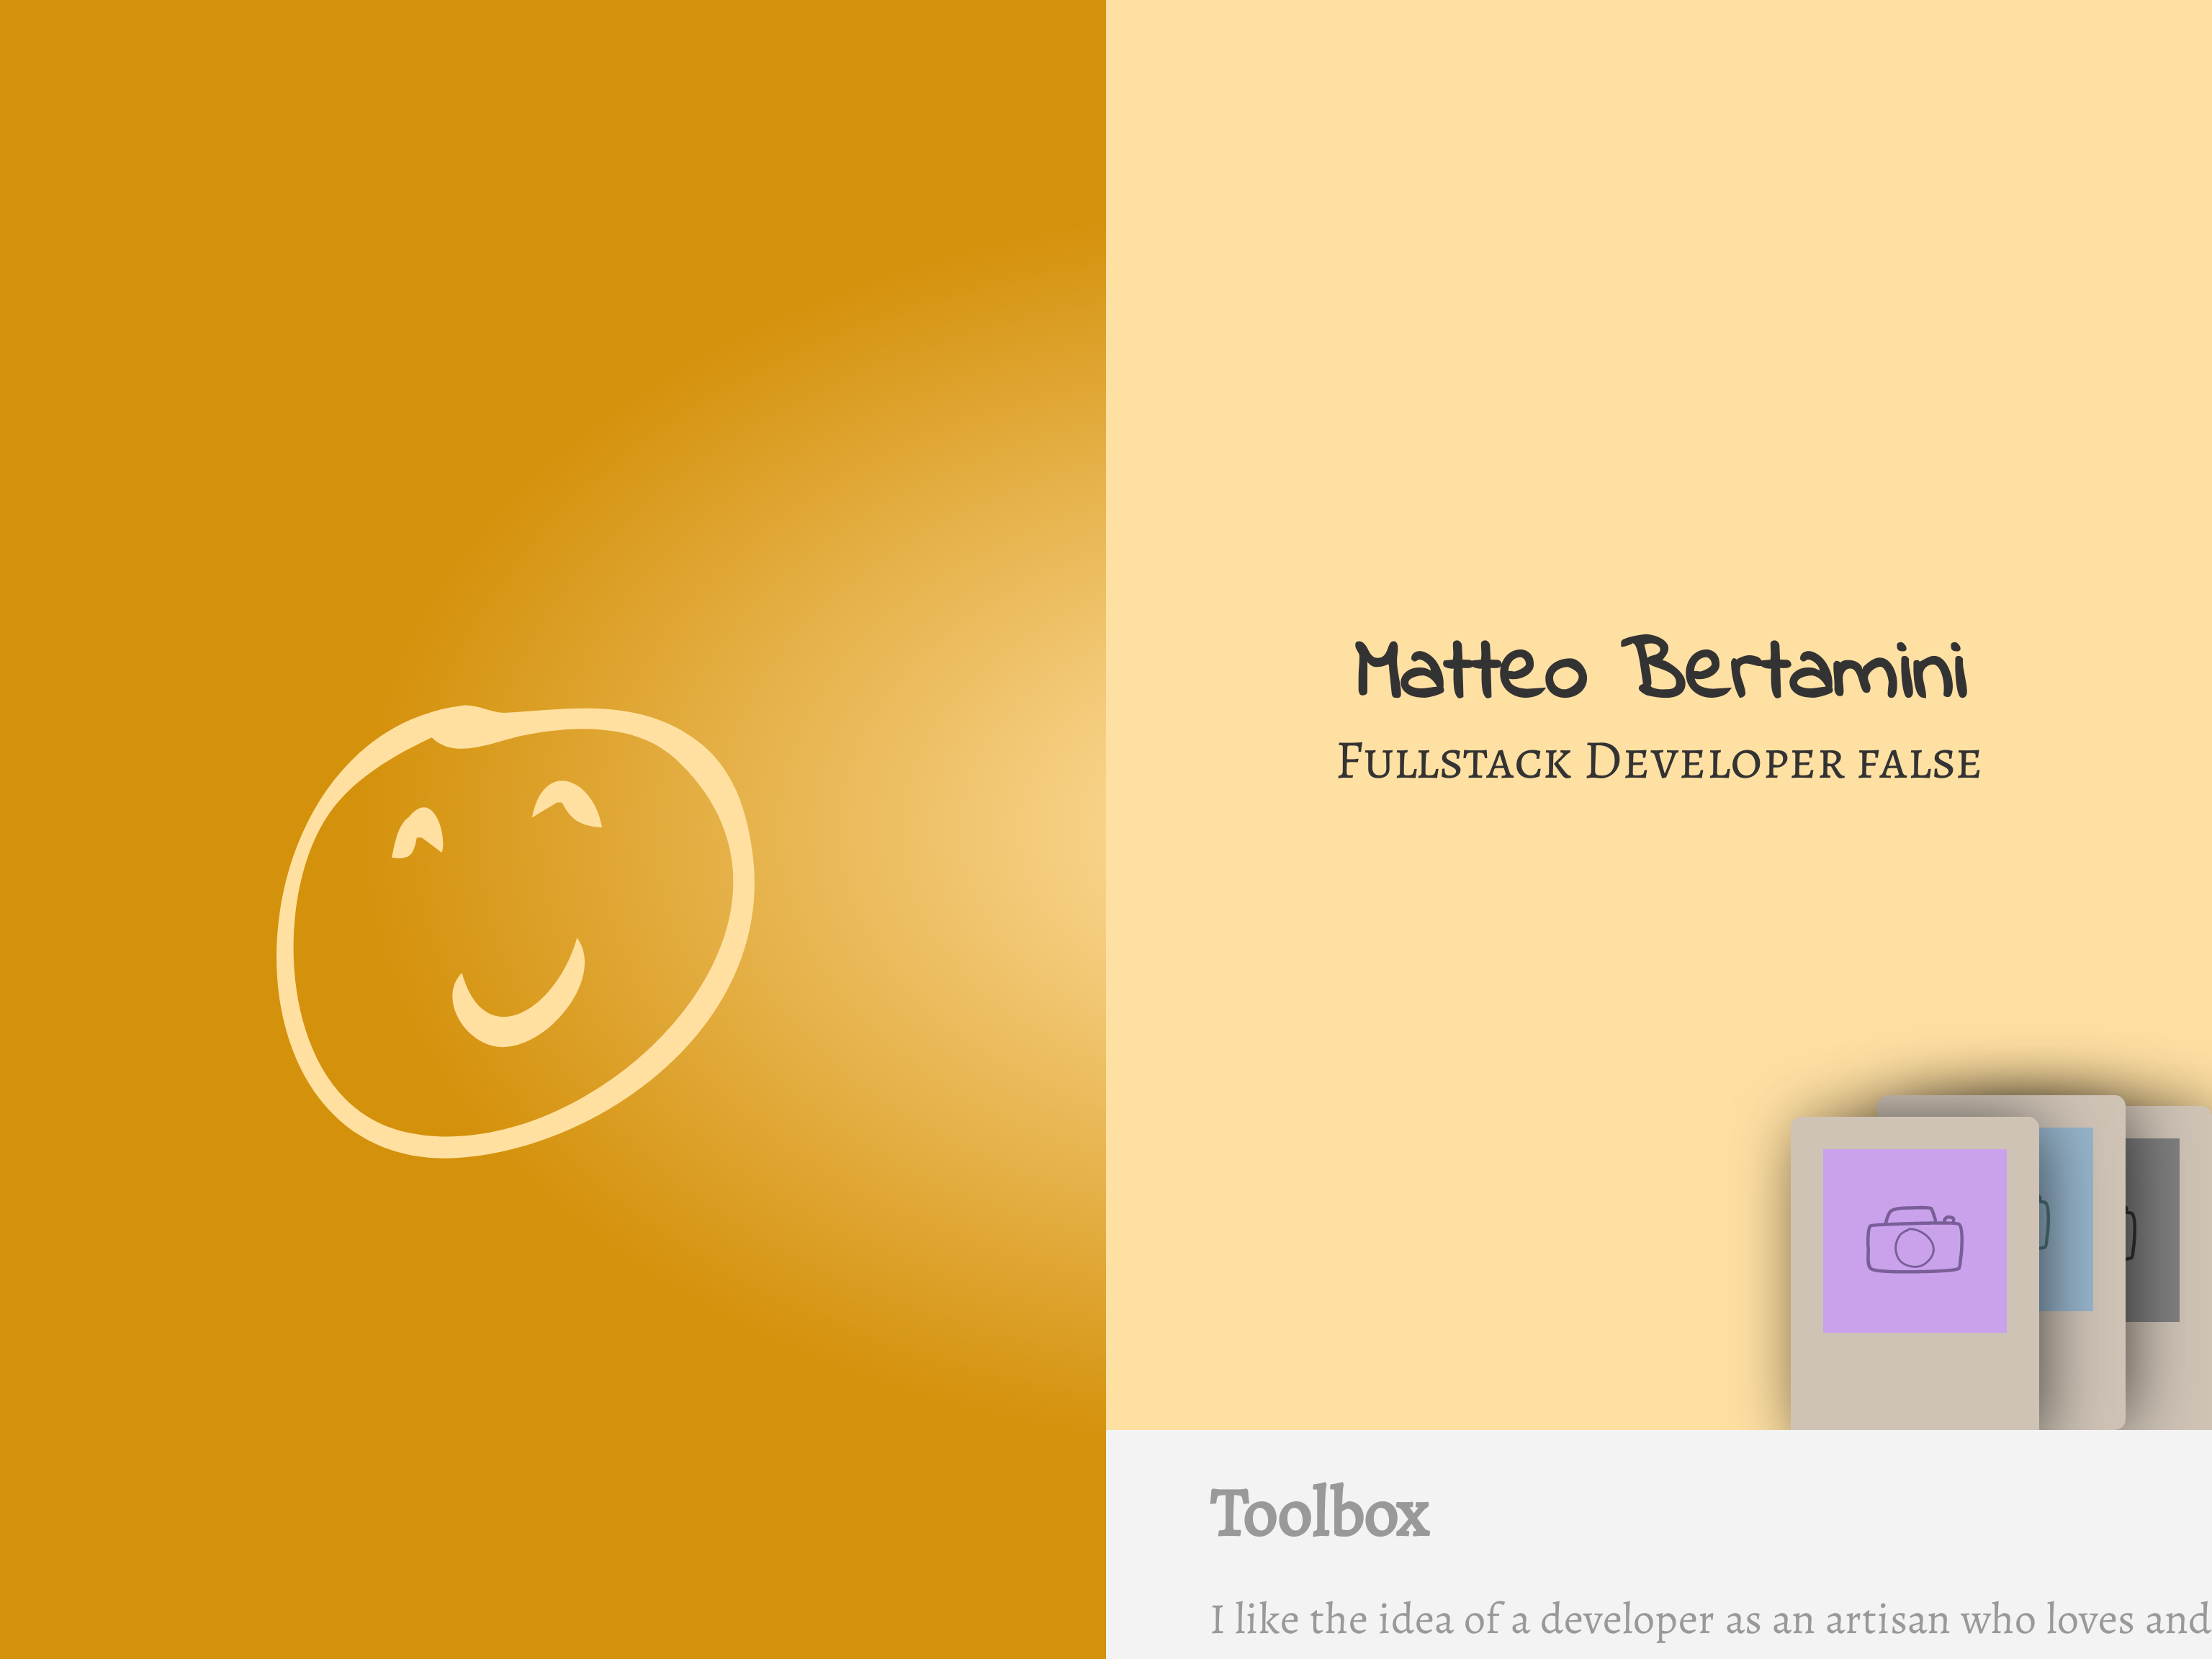 Matteo Bertamini
Fullstack Developer false
Toolbox
I like the idea of a developer as an artisan who loves and